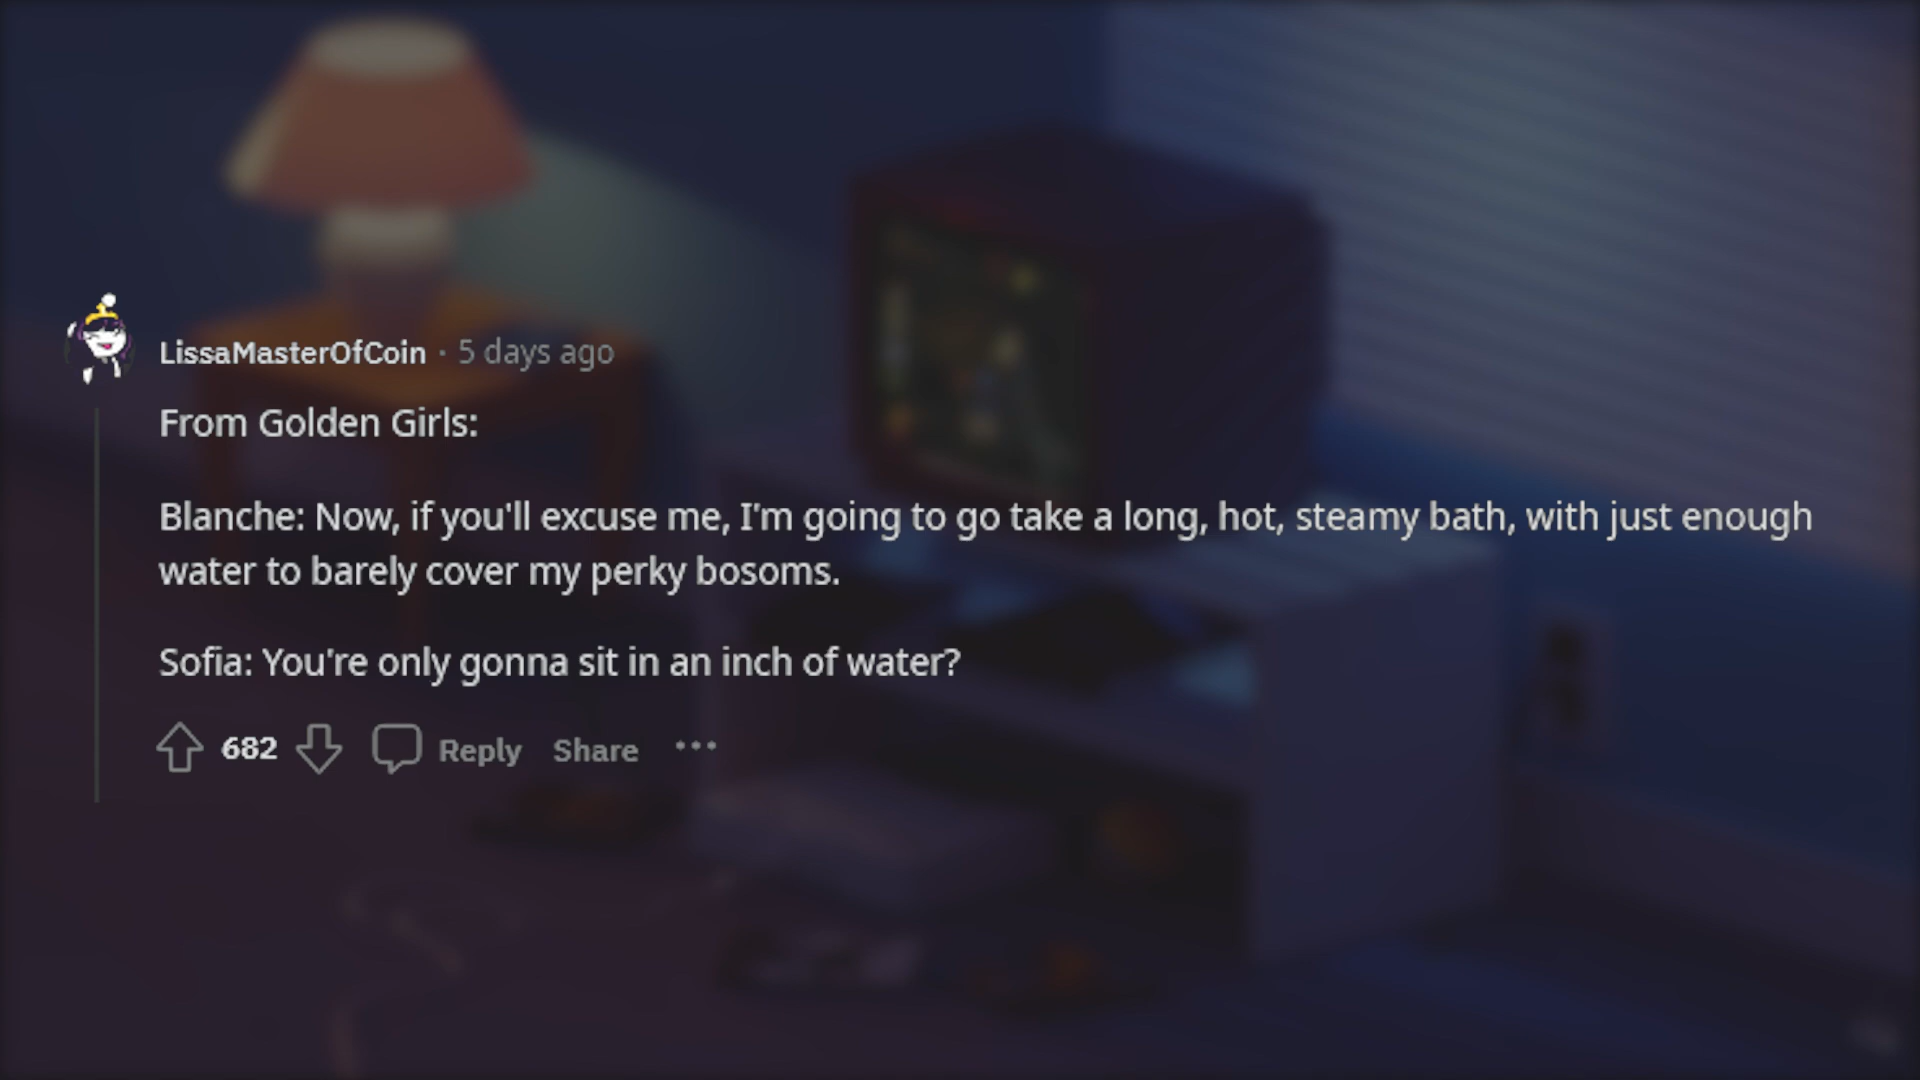 LissaMasterOfCoin · 5 days ago
From Golden Girls:
Blanche: Now, if you'll excuse me, I'm going to go take a long, hot, steamy bath, with just enough
water to barely cover my perky bosoms.
Sofia: You're only gonna sit in an inch of water?
682 Reply Share ···